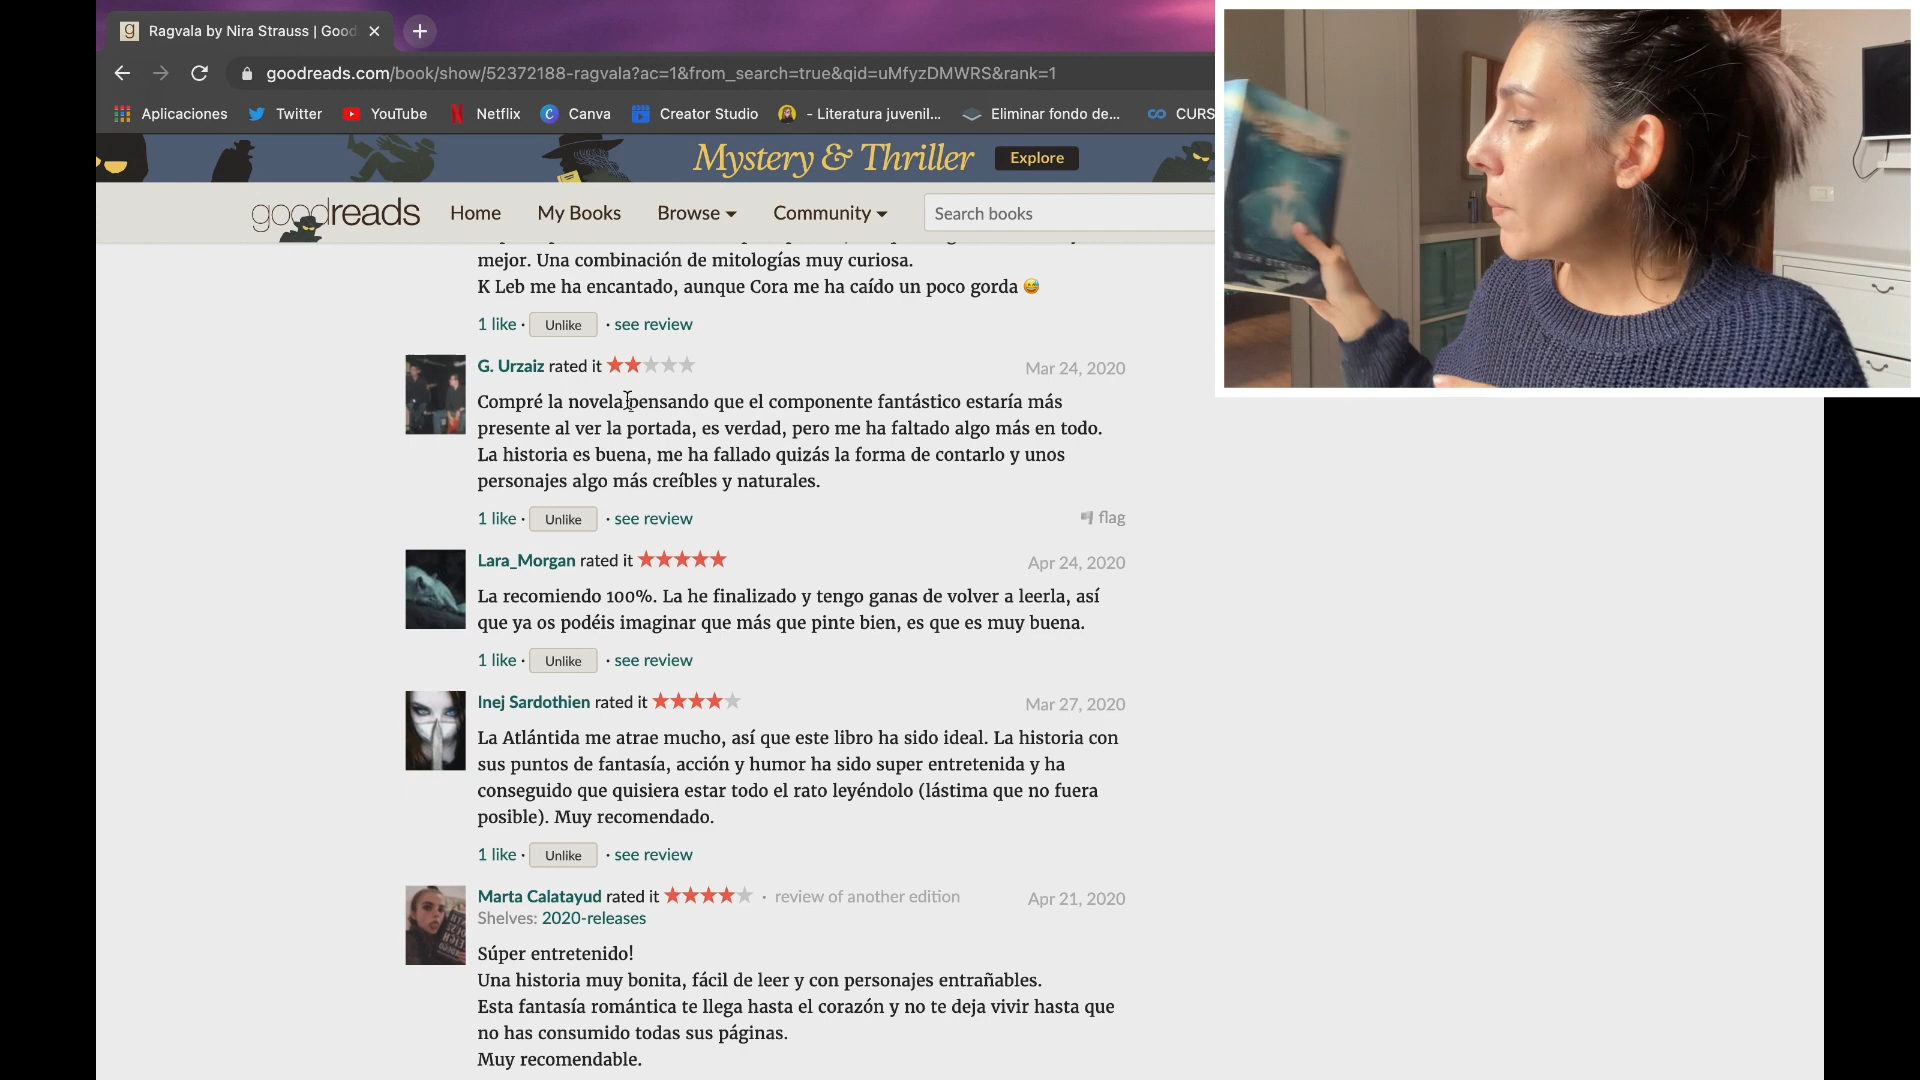 Ragvala by Nira Strauss | Good
goodreads.com/book/show/52372188-ragvala?ac=1&from_search=true&qid=uMfyzDMWRS&rank=1
Aplicaciones Twitter YouTube Netflix Canva Creator Studio - Literatura juvenil... Eliminar fondo de... CURS
Mystery & Thriller Explore
goodreads Home My Books Browse Community Search books
mejor. Una combinación de mitologías muy curiosa.
K Leb me ha encantado, aunque Cora me ha caído un poco gorda 😅
1 like · Unlike · see review
G. Urzaiz rated it ★★★★★ Mar 24, 2020
Compré la novela pensando que el componente fantástico estaría más
presente al ver la portada, es verdad, pero me ha faltado algo más en todo.
La historia es buena, me ha fallado quizás la forma de contarlo y unos
personajes algo más creíbles y naturales.
1 like · Unlike · see review flag
Lara_Morgan rated it ★★★★★ Apr 24, 2020
La recomiendo 100%. La he finalizado y tengo ganas de volver a leerla, así
que ya os podéis imaginar que más que pinte bien, es que es muy buena.
1 like · Unlike · see review
Inej Sardothien rated it ★★★★★ Mar 27, 2020
La Atlántida me atrae mucho, así que este libro ha sido ideal. La historia con
sus puntos de fantasía, acción y humor ha sido super entretenida y ha
conseguido que quisiera estar todo el rato leyéndolo (lástima que no fuera
posible). Muy recomendado.
1 like · Unlike · see review
Marta Calatayud rated it ★★★★★ · review of another edition Apr 21, 2020
Shelves: 2020-releases
Súper entretenido!
Una historia muy bonita, fácil de leer y con personajes entrañables.
Esta fantasía romántica te llega hasta el corazón y no te deja vivir hasta que
no has consumido todas sus páginas.
Muy recomendable.